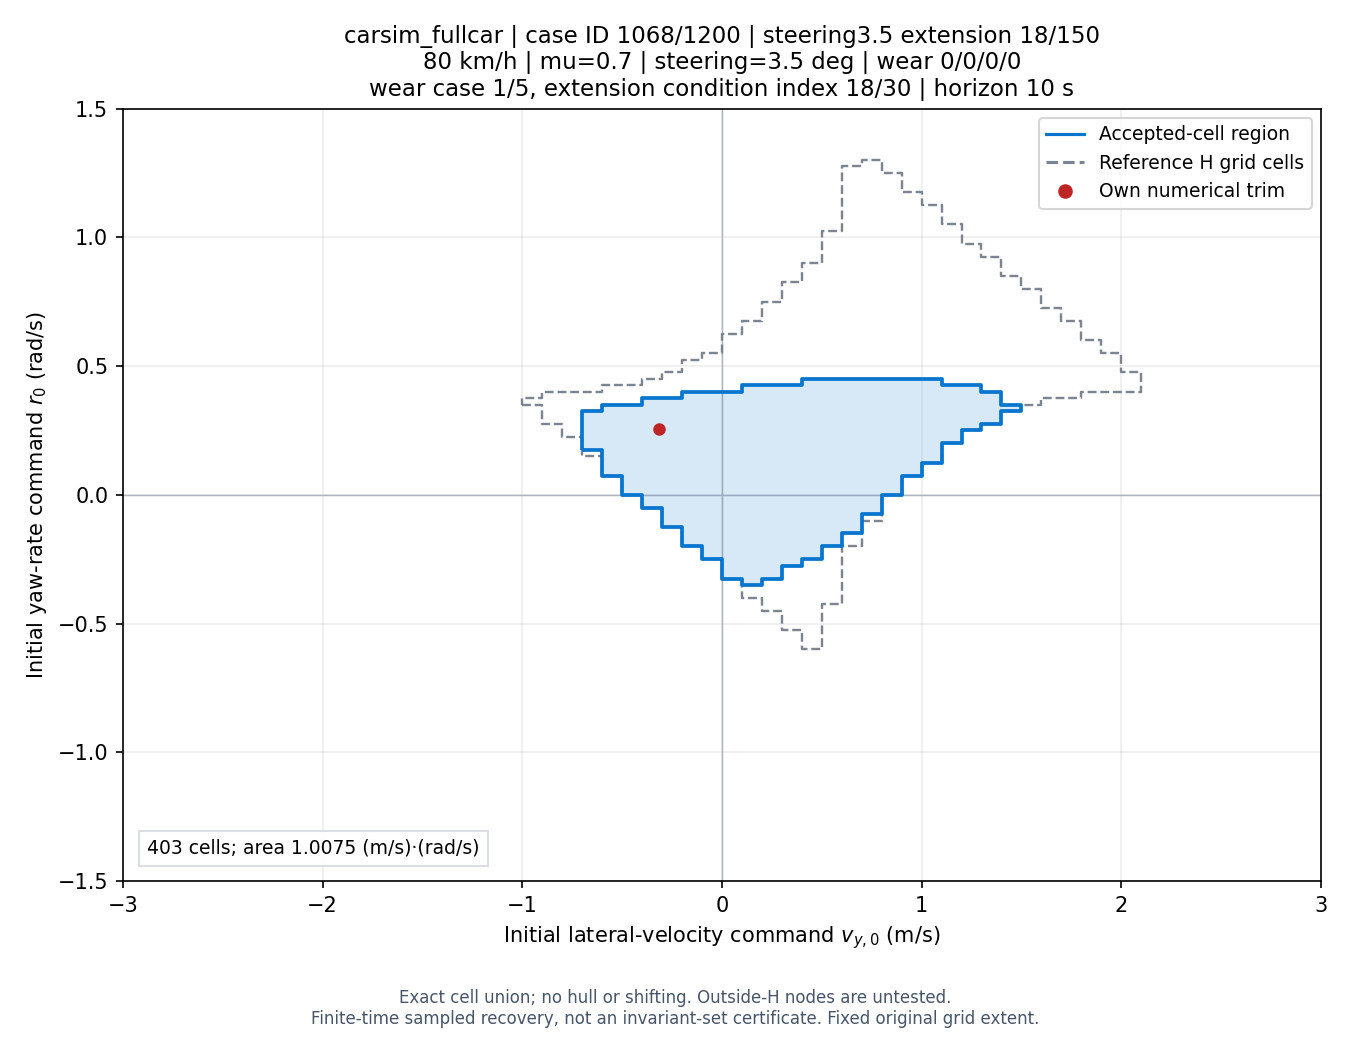 carsim_fullcar | case ID 1068/1200 | steering3.5 extension 18/150
80 km/h | mu=0.7 | steering=3.5 deg | wear 0/0/0/0
wear case 1/5, extension condition index 18/30 | horizon 10 s
Accepted-cell region
Reference H grid cells
Own numerical trim
1.5
1.0
0.5
0.0
−0.5
−1.0
−1.5
Initial yaw-rate command r₀ (rad/s)
403 cells; area 1.0075 (m/s)·(rad/s)
−3
−2
−1
0
1
2
3
Initial lateral-velocity command v_{y,0} (m/s)
Exact cell union; no hull or shifting. Outside-H nodes are untested.
Finite-time sampled recovery, not an invariant-set certificate. Fixed original grid extent.